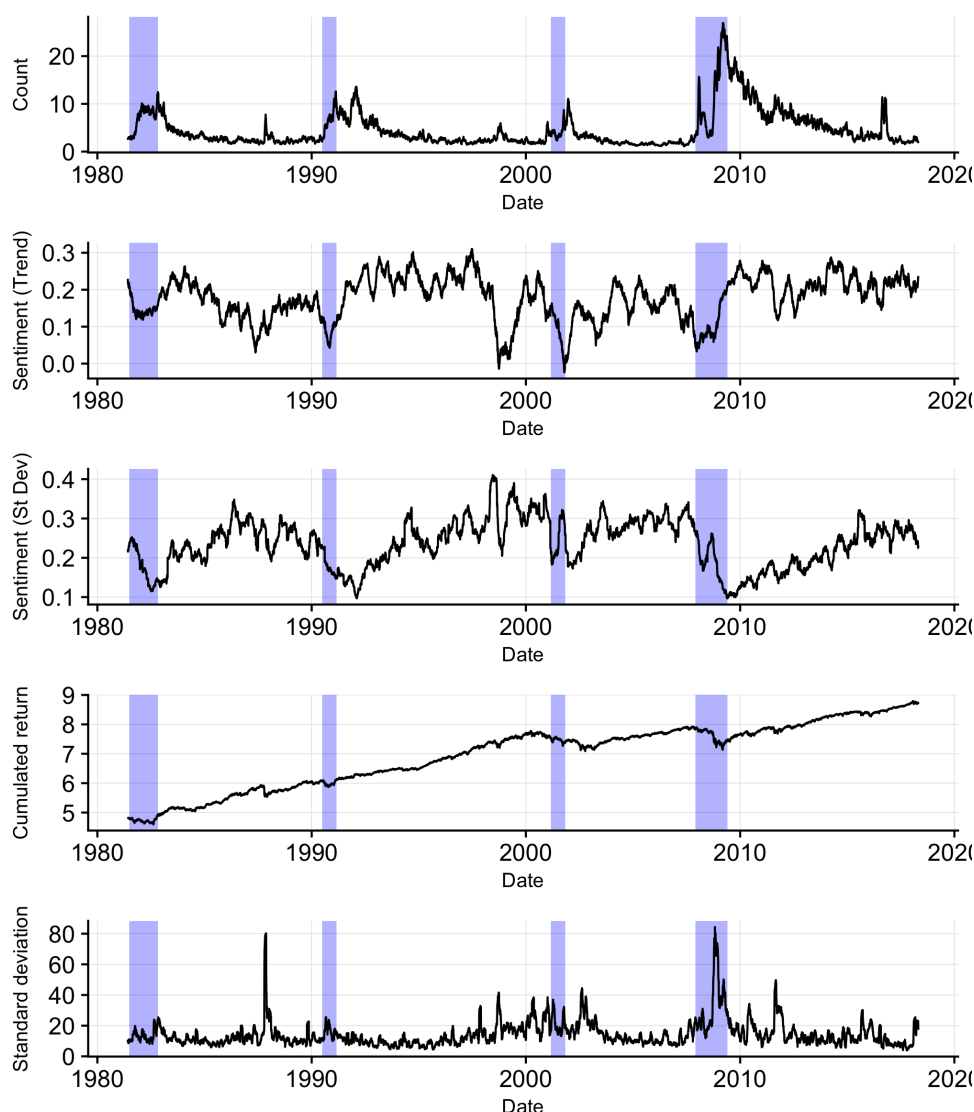 Count
20
10
0
1980 1990 2000 2010 2020
Date
Sentiment (Trend)
0.3
0.2
0.1
0.0
1980 1990 2000 2010 2020
Date
Sentiment (St Dev)
0.4
0.3
0.2
0.1
1980 1990 2000 2010 2020
Date
Cumulated return
9
8
7
6
5
1980 1990 2000 2010 2020
Date
Standard deviation
80
60
40
20
0
1980 1990 2000 2010 2020
Date